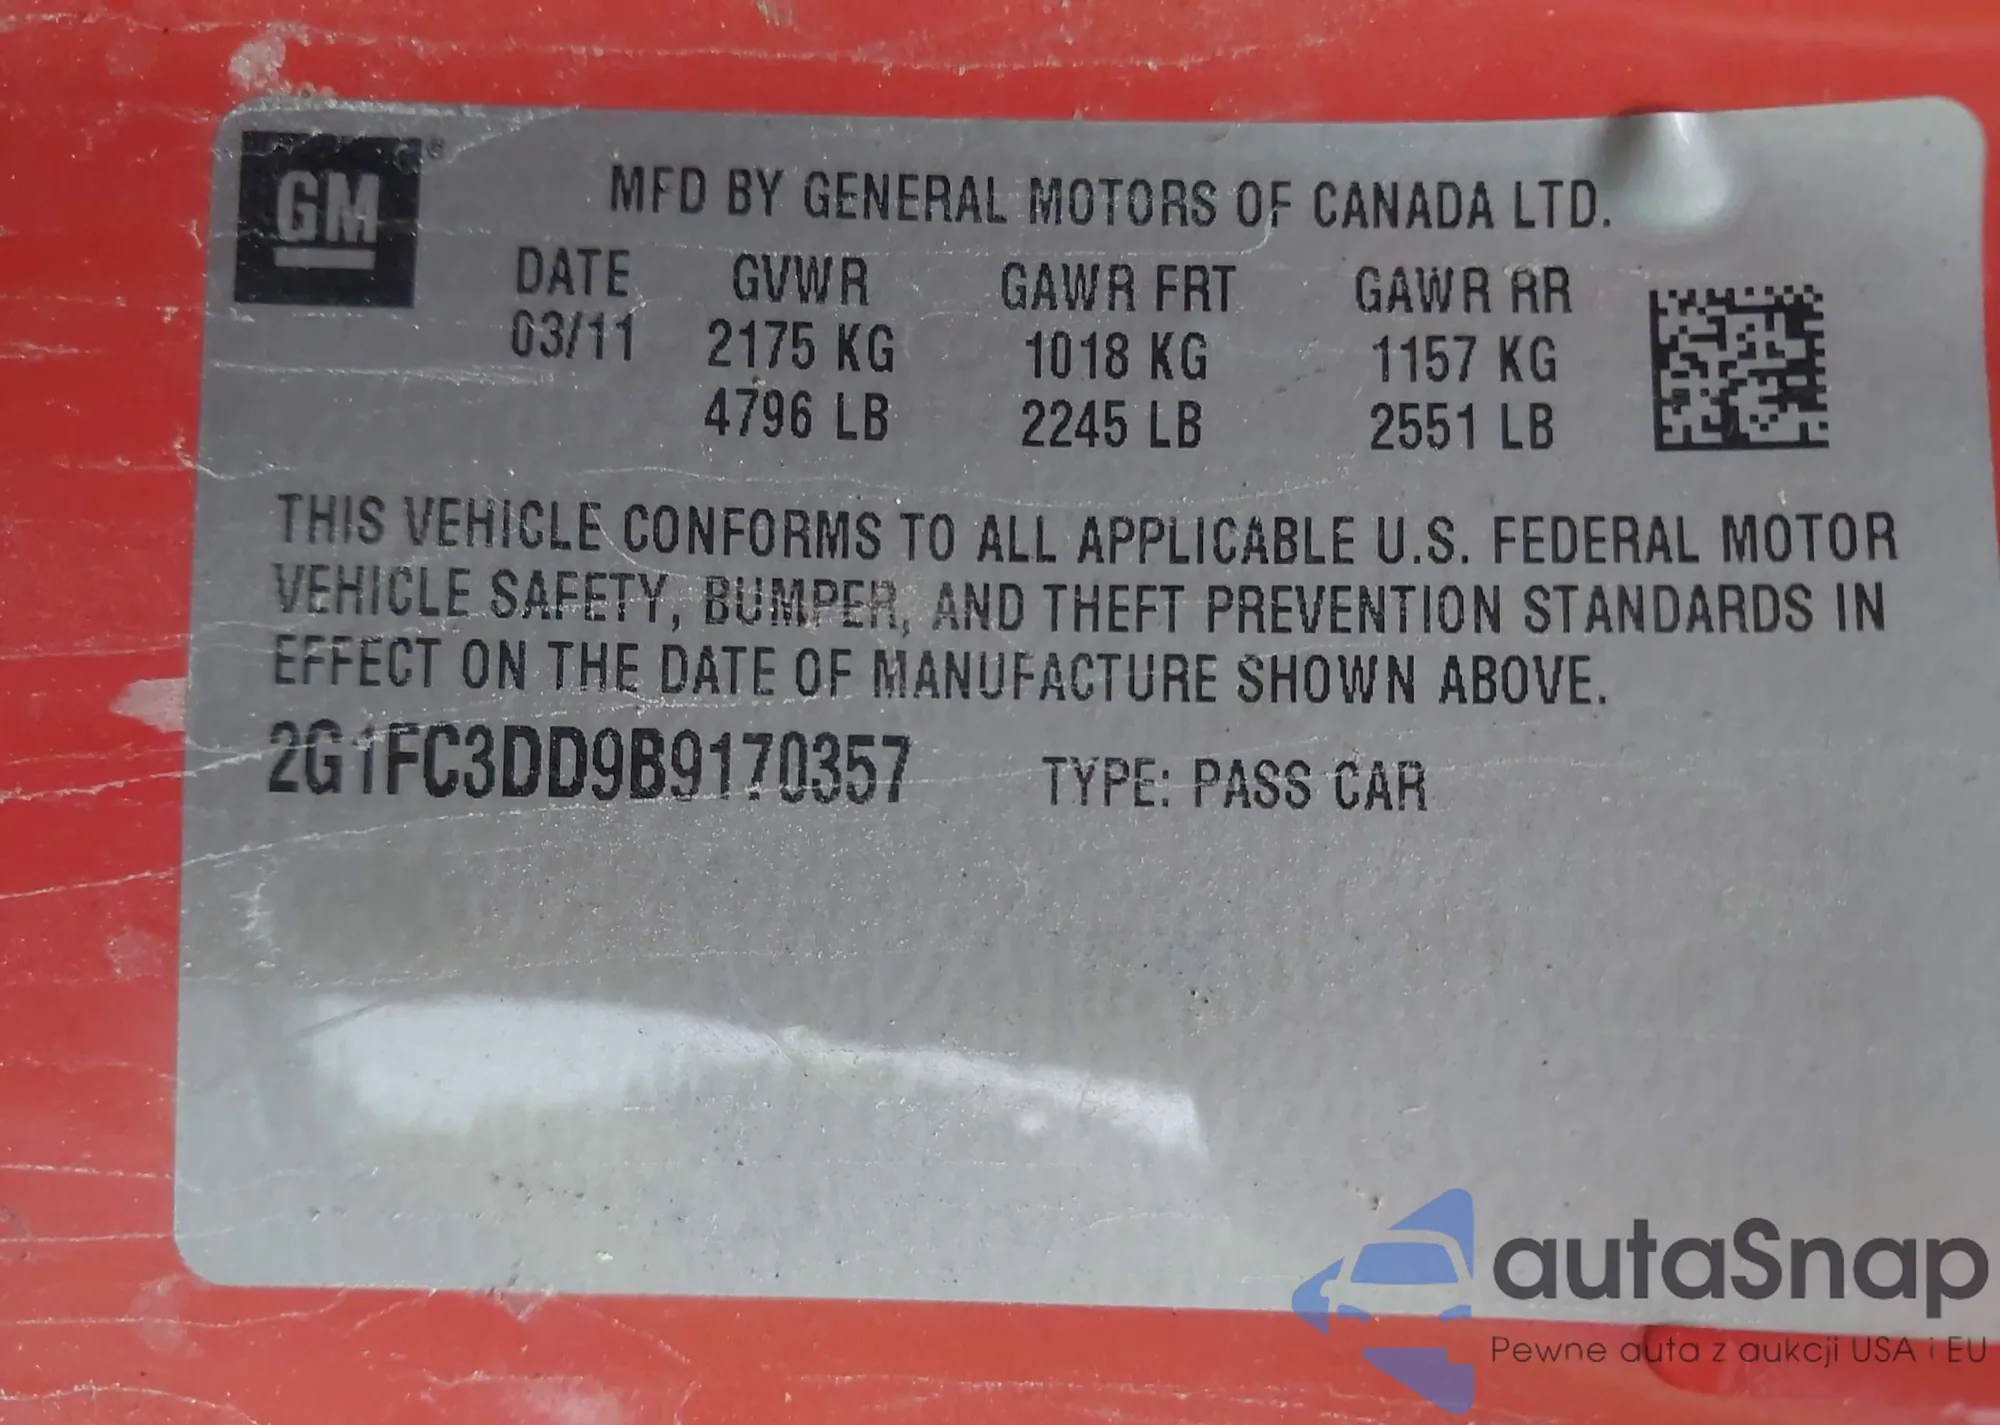 GM®
MFD BY GENERAL MOTORS OF CANADA LTD.
DATE GVWR GAWR FRT GAWR RR
03/11 2175 KG 1018 KG 1157 KG
4796 LB 2245 LB 2551 LB
THIS VEHICLE CONFORMS TO ALL APPLICABLE U.S. FEDERAL MOTOR
VEHICLE SAFETY, BUMPER, AND THEFT PREVENTION STANDARDS IN
EFFECT ON THE DATE OF MANUFACTURE SHOWN ABOVE.
2G1FC3DD9B9170357 TYPE: PASS CAR
autaSnap
Pewne auta z aukcji USA i EU